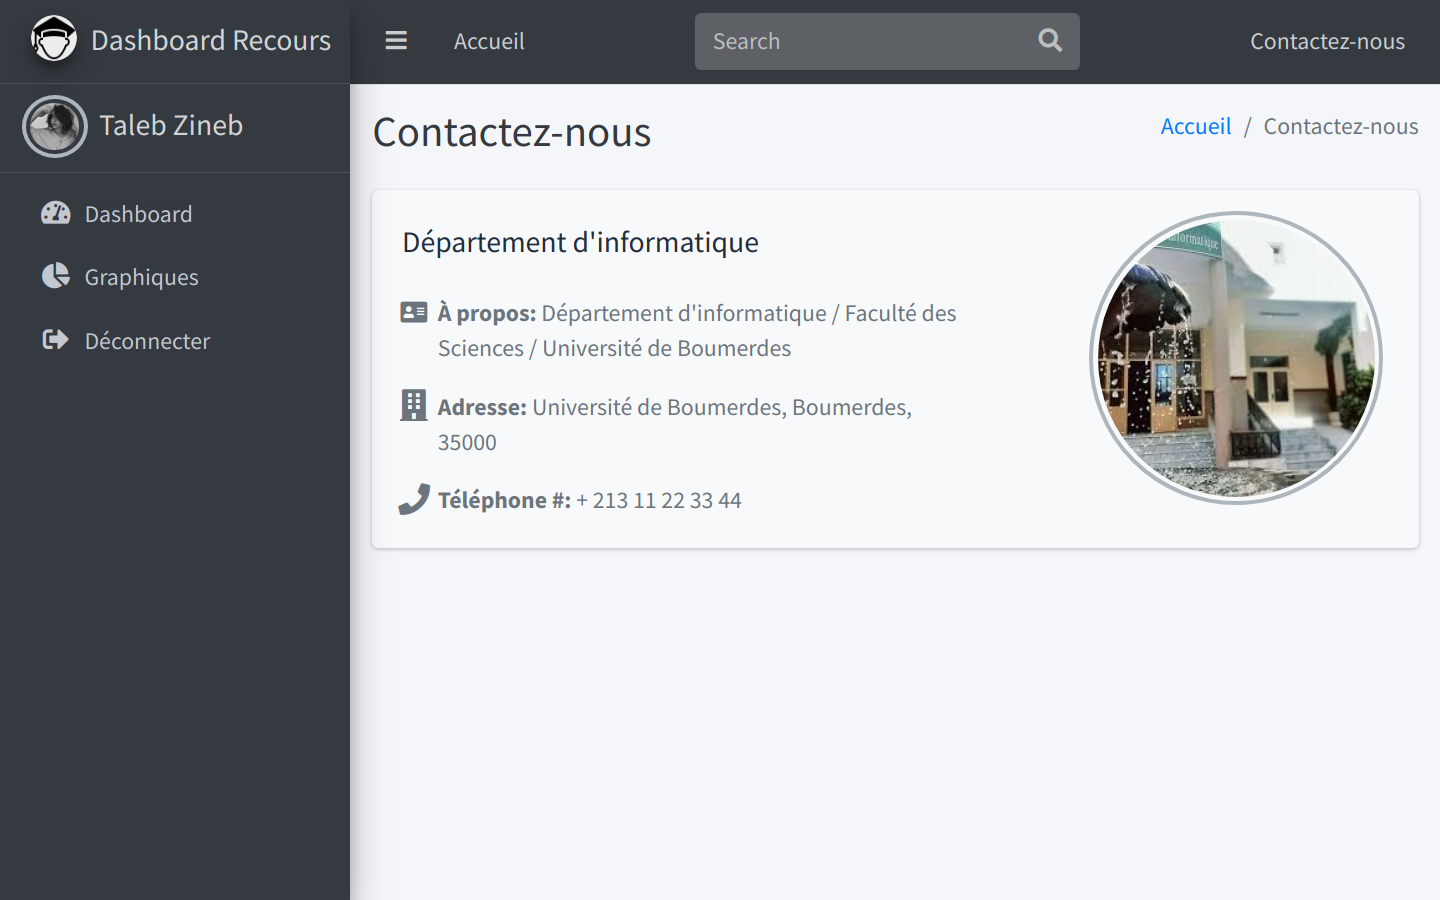 Dashboard Recours
Accueil
Search
Contactez-nous
Taleb Zineb
Dashboard
Graphiques
Déconnecter
Contactez-nous
Accueil / Contactez-nous
Département d'informatique
À propos: Département d'informatique / Faculté des
Sciences / Université de Boumerdes
Adresse: Université de Boumerdes, Boumerdes,
35000
Téléphone #: + 213 11 22 33 44